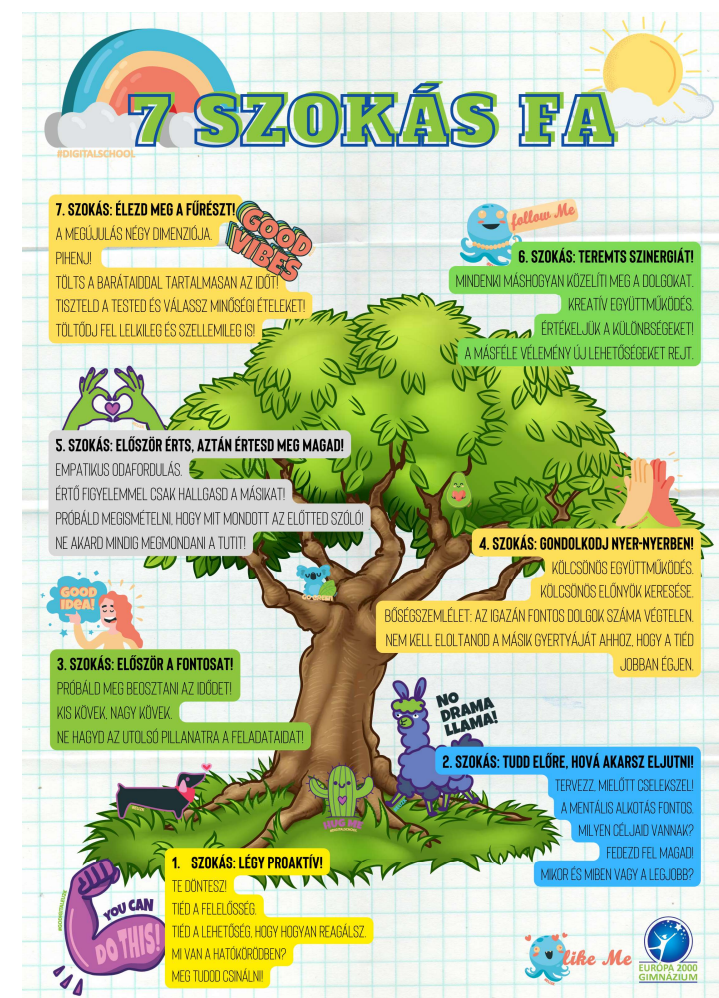 7 SZOKÁS FA
#DIGITALSCHOOL
7. SZOKÁS: ÉLEZD MEG A FŰRÉSZT!
A MEGÚJULÁS NÉGY DIMENZIÓJA.
PIHENJ!
TÖLTS A BARÁTAIDDAL TARTALMASAN AZ IDŐT!
TISZTELD A TESTED ÉS VÁLASSZ MINŐSÉGI ÉTELEKET!
TÖLTŐDJ FEL LELKILEG ÉS SZELLEMILEG IS!
GOOD
VIBES
follow Me
6. SZOKÁS: TEREMTS SZINERGIÁT!
MINDENKI MÁSHOGYAN KÖZELÍTI MEG A DOLGOKAT.
KREATÍV EGYÜTTMŰKÖDÉS.
ÉRTÉKELJÜK A KÜLÖNBSÉGEKET!
A MÁSFÉLE VÉLEMÉNY ÚJ LEHETŐSÉGEKET REJT.
5. SZOKÁS: ELŐSZÖR ÉRTS, AZTÁN ÉRTESD MEG MAGAD!
EMPATIKUS ODAFORDULÁS.
ÉRTŐ FIGYELEMMEL CSAK HALLGASD A MÁSIKAT!
PRÓBÁLD MEGISMÉTELNI, HOGY MIT MONDOTT AZ ELŐTTED SZÓLÓ!
NE AKARD MINDIG MEGMONDANI A TUTIT!
4. SZOKÁS: GONDOLKODJ NYER-NYERBEN!
KÖLCSÖNÖS EGYÜTTMŰKÖDÉS.
KÖLCSÖNÖS ELŐNYÖK KERESÉSE.
BŐSÉGSZEMLÉLET: AZ IGAZÁN FONTOS DOLGOK SZÁMA VÉGTELEN.
NEM KELL ELOLTANOD A MÁSIK GYERTYÁJÁT AHHOZ, HOGY A TIÉD
JOBBAN ÉGJEN.
GOOD
IDEA!
3. SZOKÁS: ELŐSZÖR A FONTOSAT!
PRÓBÁLD MEG BEOSZTANI AZ IDŐDET!
KIS KÖVEK, NAGY KÖVEK.
NE HAGYD AZ UTOLSÓ PILLANATRA A FELADATAIDAT!
NO
DRAMA
LLAMA!
2. SZOKÁS: TUDD ELŐRE, HOVÁ AKARSZ ELJUTNI!
TERVEZZ, MIELŐTT CSELEKSZEL!
A MENTÁLIS ALKOTÁS FONTOS.
MILYEN CÉLJAID VANNAK?
FEDEZD FEL MAGAD!
MIKOR ÉS MIBEN VAGY A LEGJOBB?
HUG ME
1. SZOKÁS: LÉGY PROAKTÍV!
TE DÖNTESZ!
TIÉD A FELELŐSSÉG.
TIÉD A LEHETŐSÉG, HOGY HOGYAN REAGÁLSZ.
MI VAN A HATÓKÖRÖDBEN?
MEG TUDOD CSINÁLNI!
YOU CAN
DO THIS!
like Me
EURÓPA 2000
GIMNÁZIUM